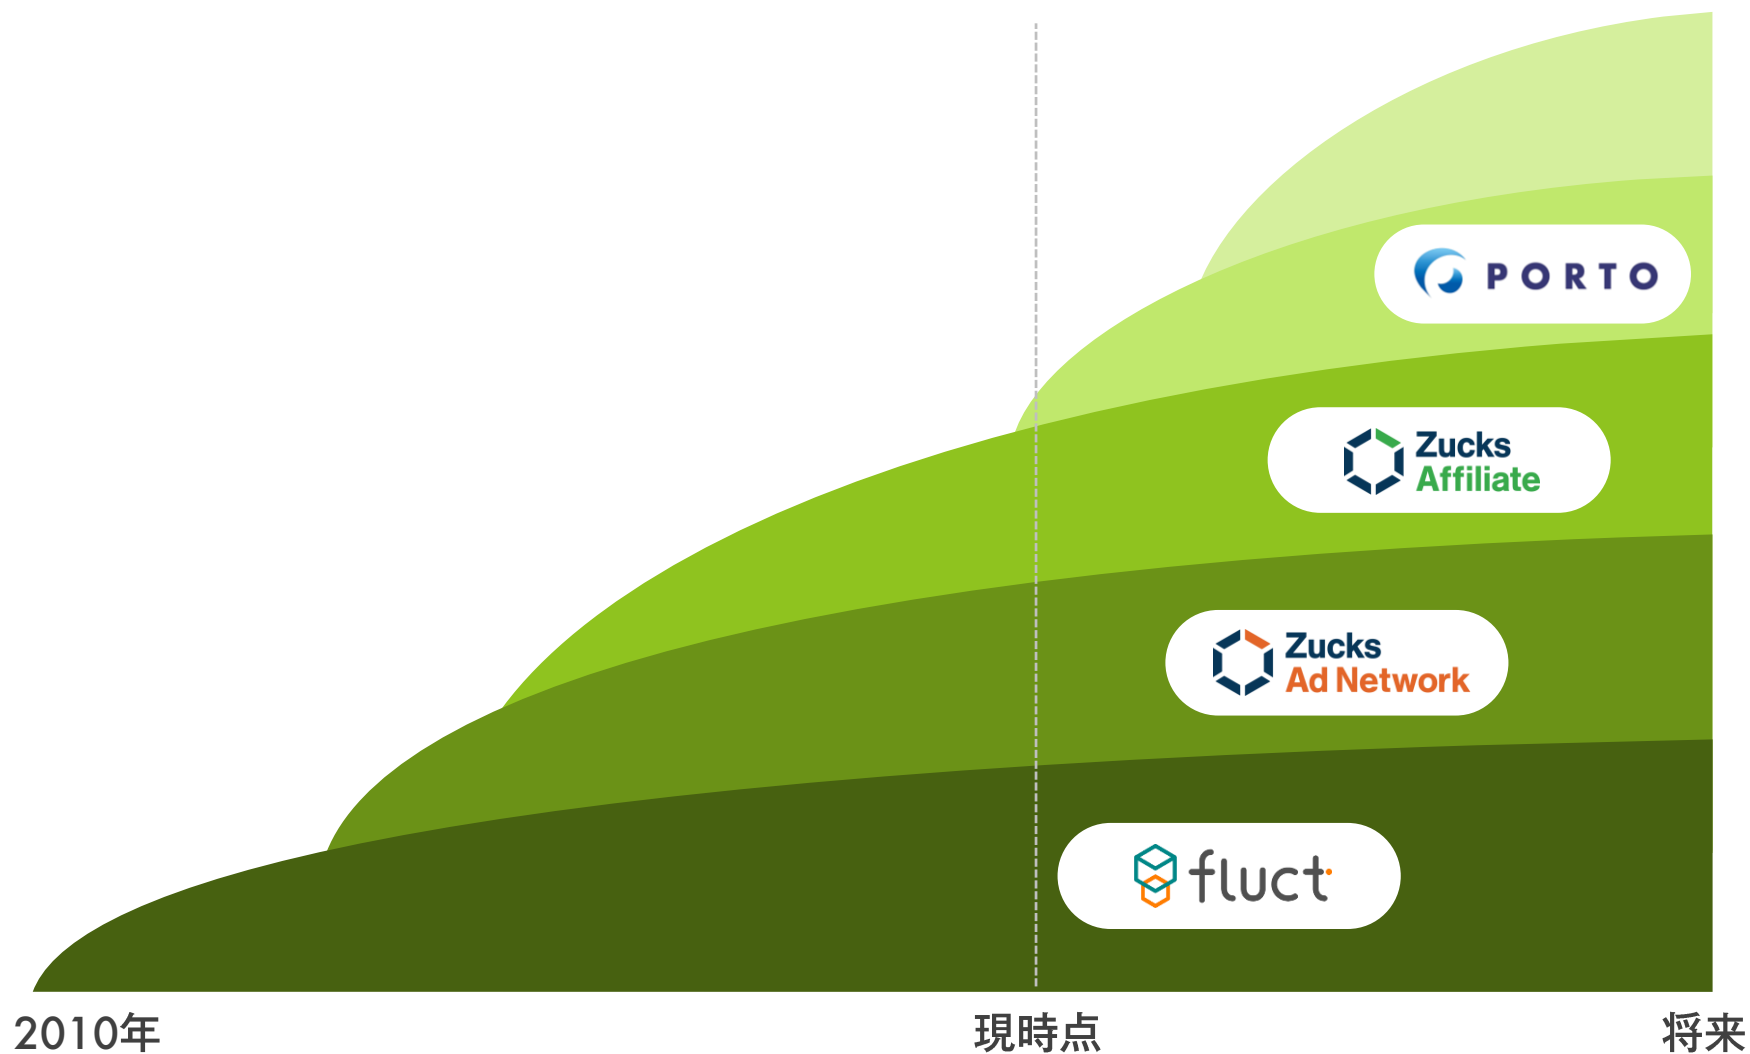 PORTO
Zucks
Affiliate
Zucks
Ad Network
fluct
2010年
現時点
将来